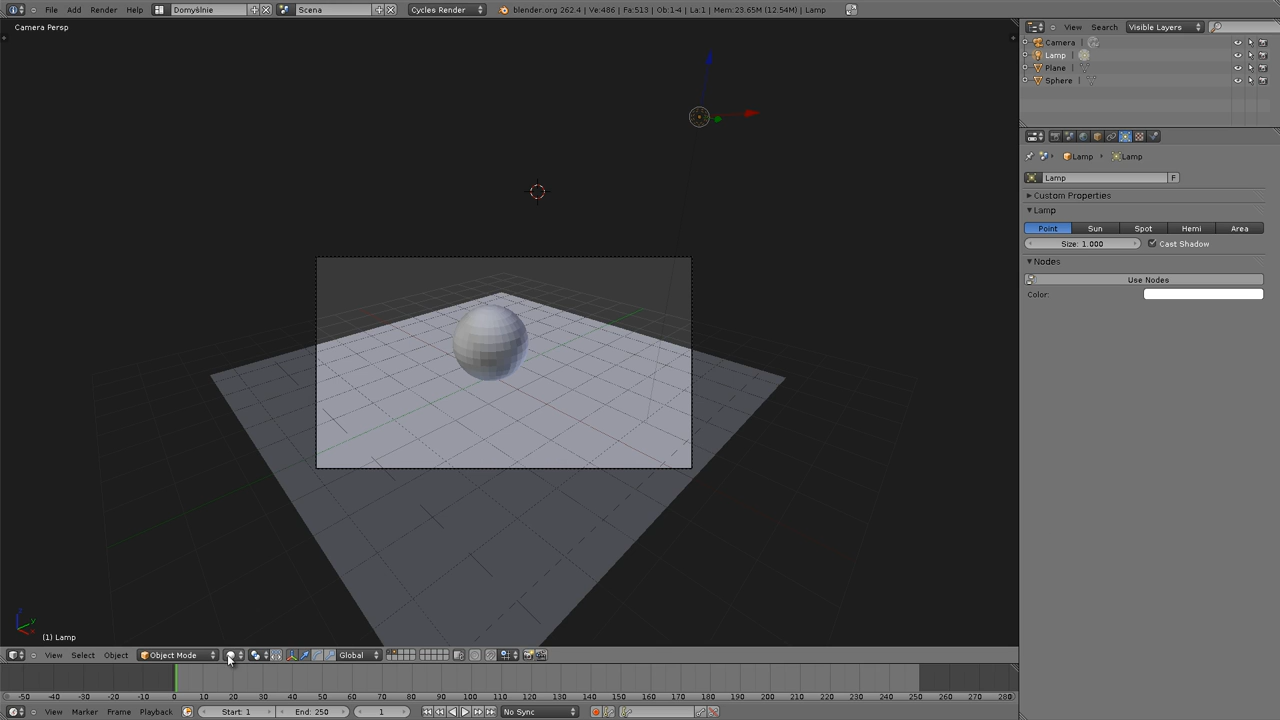 File Add Render Help Domyślnie Scena Cycles Render blender.org 262.4 | Ve:486 | Fa:513 | Ob:1-4 | La:1 | Mem:23.65M (12.54M) | Lamp
Camera Persp
View Search Visible Layers
Camera
Lamp
Plane
Sphere
Lamp Lamp
Lamp F
Custom Properties
Lamp
Point Sun Spot Hemi Area
Size: 1.000 Cast Shadow
Nodes
Use Nodes
Color:
z
y
x
(1) Lamp
View Select Object Object Mode Global
-50 -40 -30 -20 -10 0 10 20 30 40 50 60 70 80 90 100 110 120 130 140 150 160 170 180 190 200 210 220 230 240 250 260 270 280
View Marker Frame Playback Start: 1 End: 250 1 No Sync